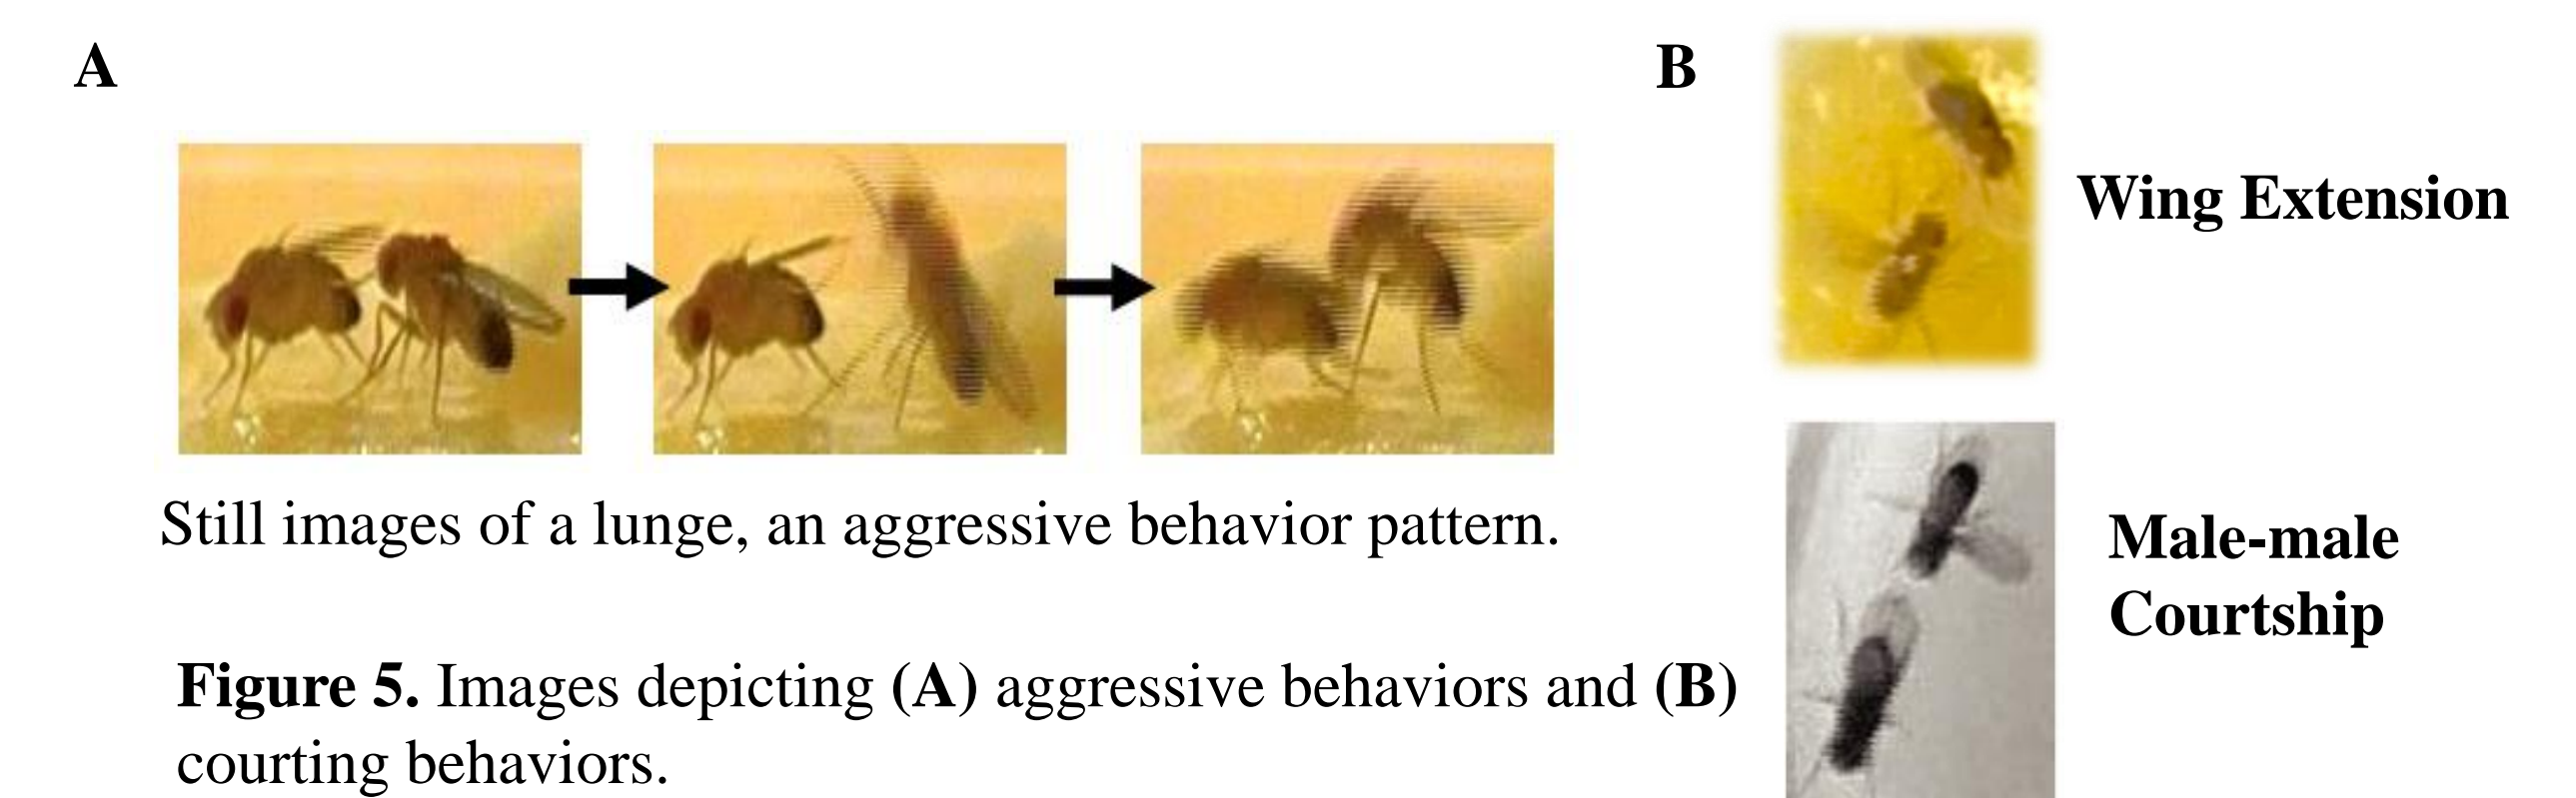 A
B
Wing Extension
Still images of a lunge, an aggressive behavior pattern.
Male-male
Courtship
Figure 5. Images depicting (A) aggressive behaviors and (B)
courting behaviors.